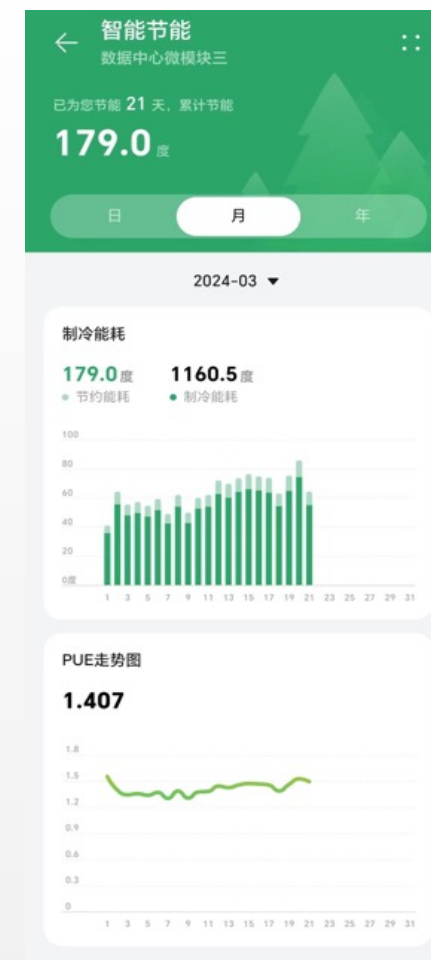 智能节能
数据中心微模块三
已为您节能 21 天，累计节能
179.0 度
日 月 年
2024-03
制冷能耗
179.0度 1160.5度
节约能耗 制冷能耗
100
80
60
40
20
0度
1 3 5 7 9 11 13 15 17 19 21 23 25 27 29 31
PUE走势图
1.407
1.8
1.5
1.2
0.9
0.6
0.3
0
1 3 5 7 9 11 13 15 17 19 21 23 25 27 29 31